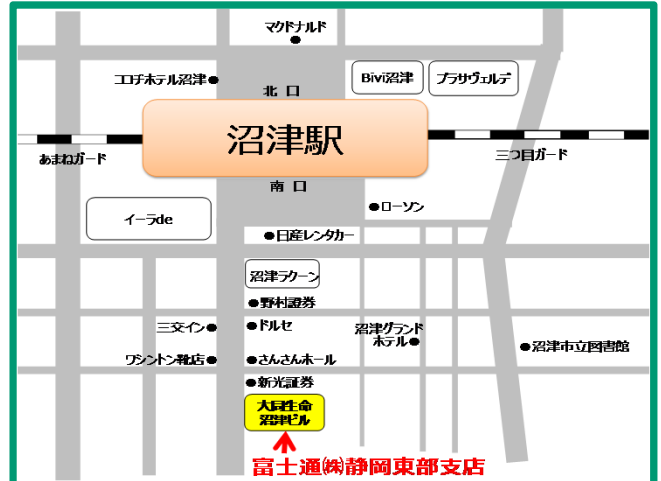 マクドナルド
ココチホテル沼津●
北 口
Bivi沼津
プラサヴェルデ
沼津駅
あまねガード
三つ目ガード
南 口
●ローソン
イーラde
●日産レンタカー
沼津ラクーン
●野村證券
三交イン●
●ドルセ
沼津グランド
ホテル●
ワシントン靴店●
●さんさんホール
●沼津市立図書館
●新光証券
大同生命
沼津ビル
富士通㈱静岡東部支店